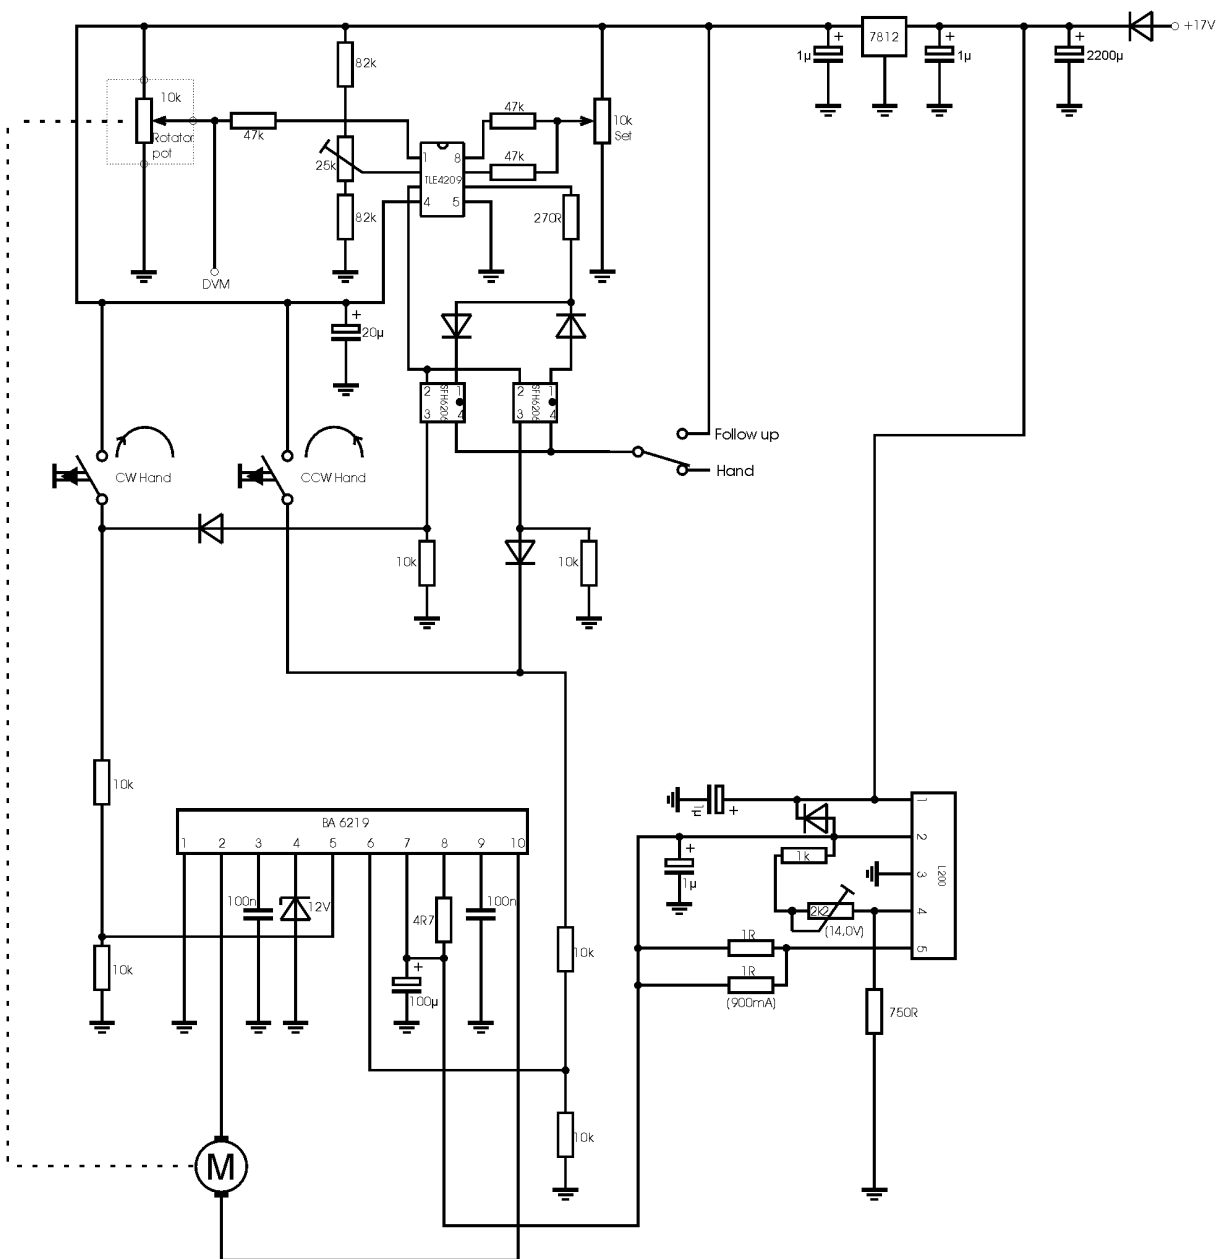 +17V
+
1µ
7812
+
1µ
+
2200µ
82k
10k
Rotator
pot
47k
47k
10k
Set
47k
1
8
25k
TLE4209
4
5
82k
270R
DVM
+
20µ
2
1
SFH6206
3
4
2
1
SFH6206
3
4
Follow up
Hand
CW Hand
CCW Hand
10k
10k
10k
BA 6219
1
2
3
4
5
6
7
8
9
10
100n
12V
4R7
100n
+
100µ
10k
10k
10k
M
1µ
+
1
2
3
4
5
L200
+
1µ
1k
2K2
(14,0V)
1R
1R
(900mA)
750R